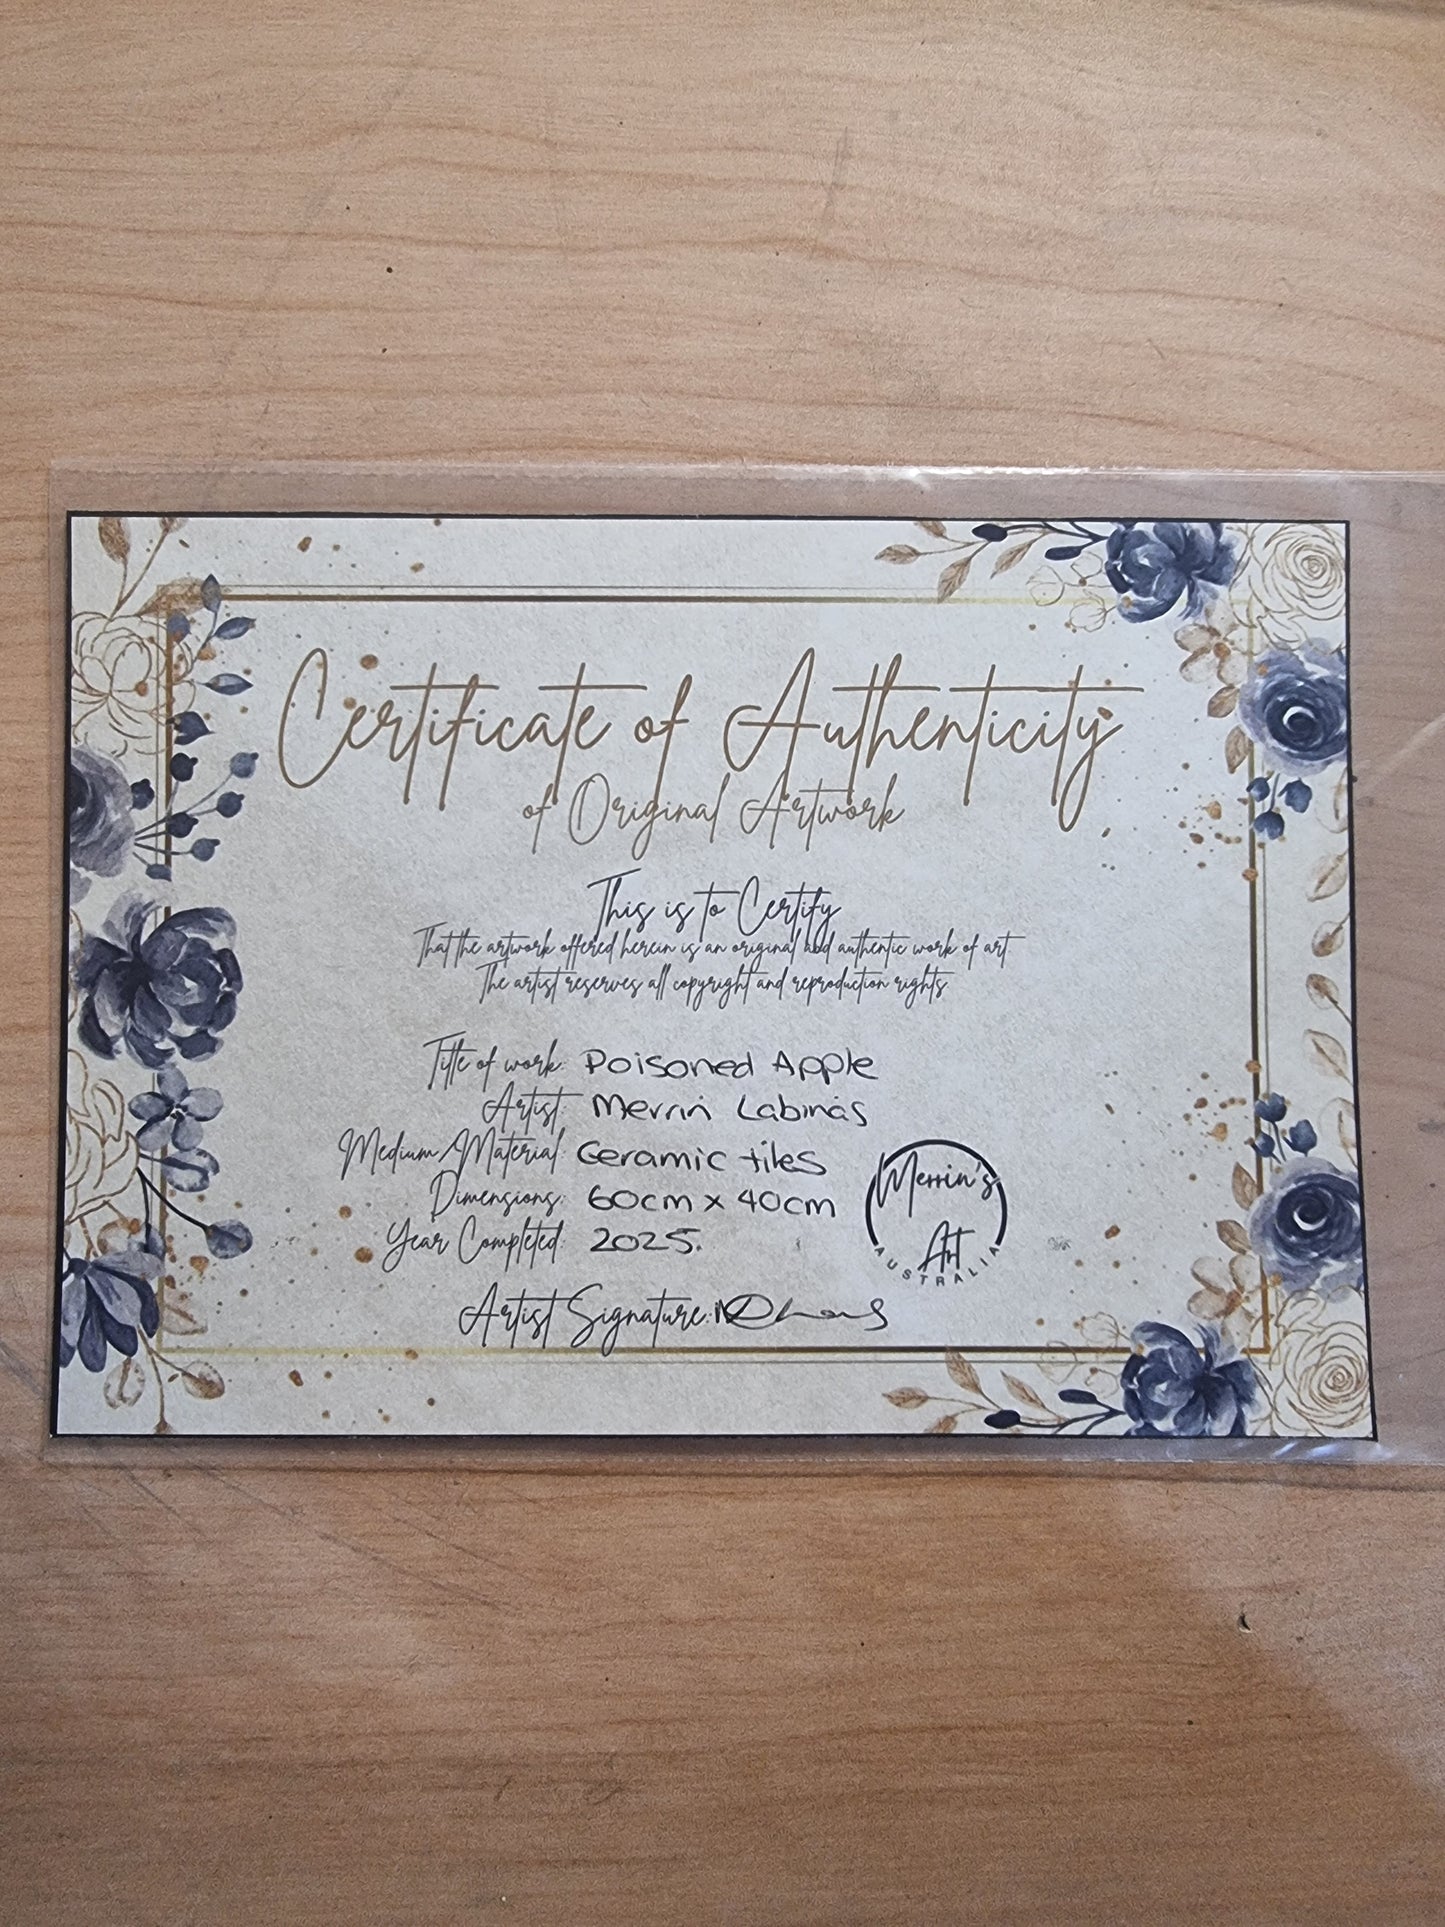 Certificate of Authenticity
of Original Artwork
This is to Certify
That the artwork offered herein is an original and authentic work of art
The artist reserves all copyright and reproduction rights
Title of work: Poisoned Apple
Artist: Merrin Labinas
Medium/Material: Ceramic tiles
Dimensions: 60cm x 40cm
Year Completed: 2025.
Merrin's
Art
AUSTRALIA
Artist Signature: